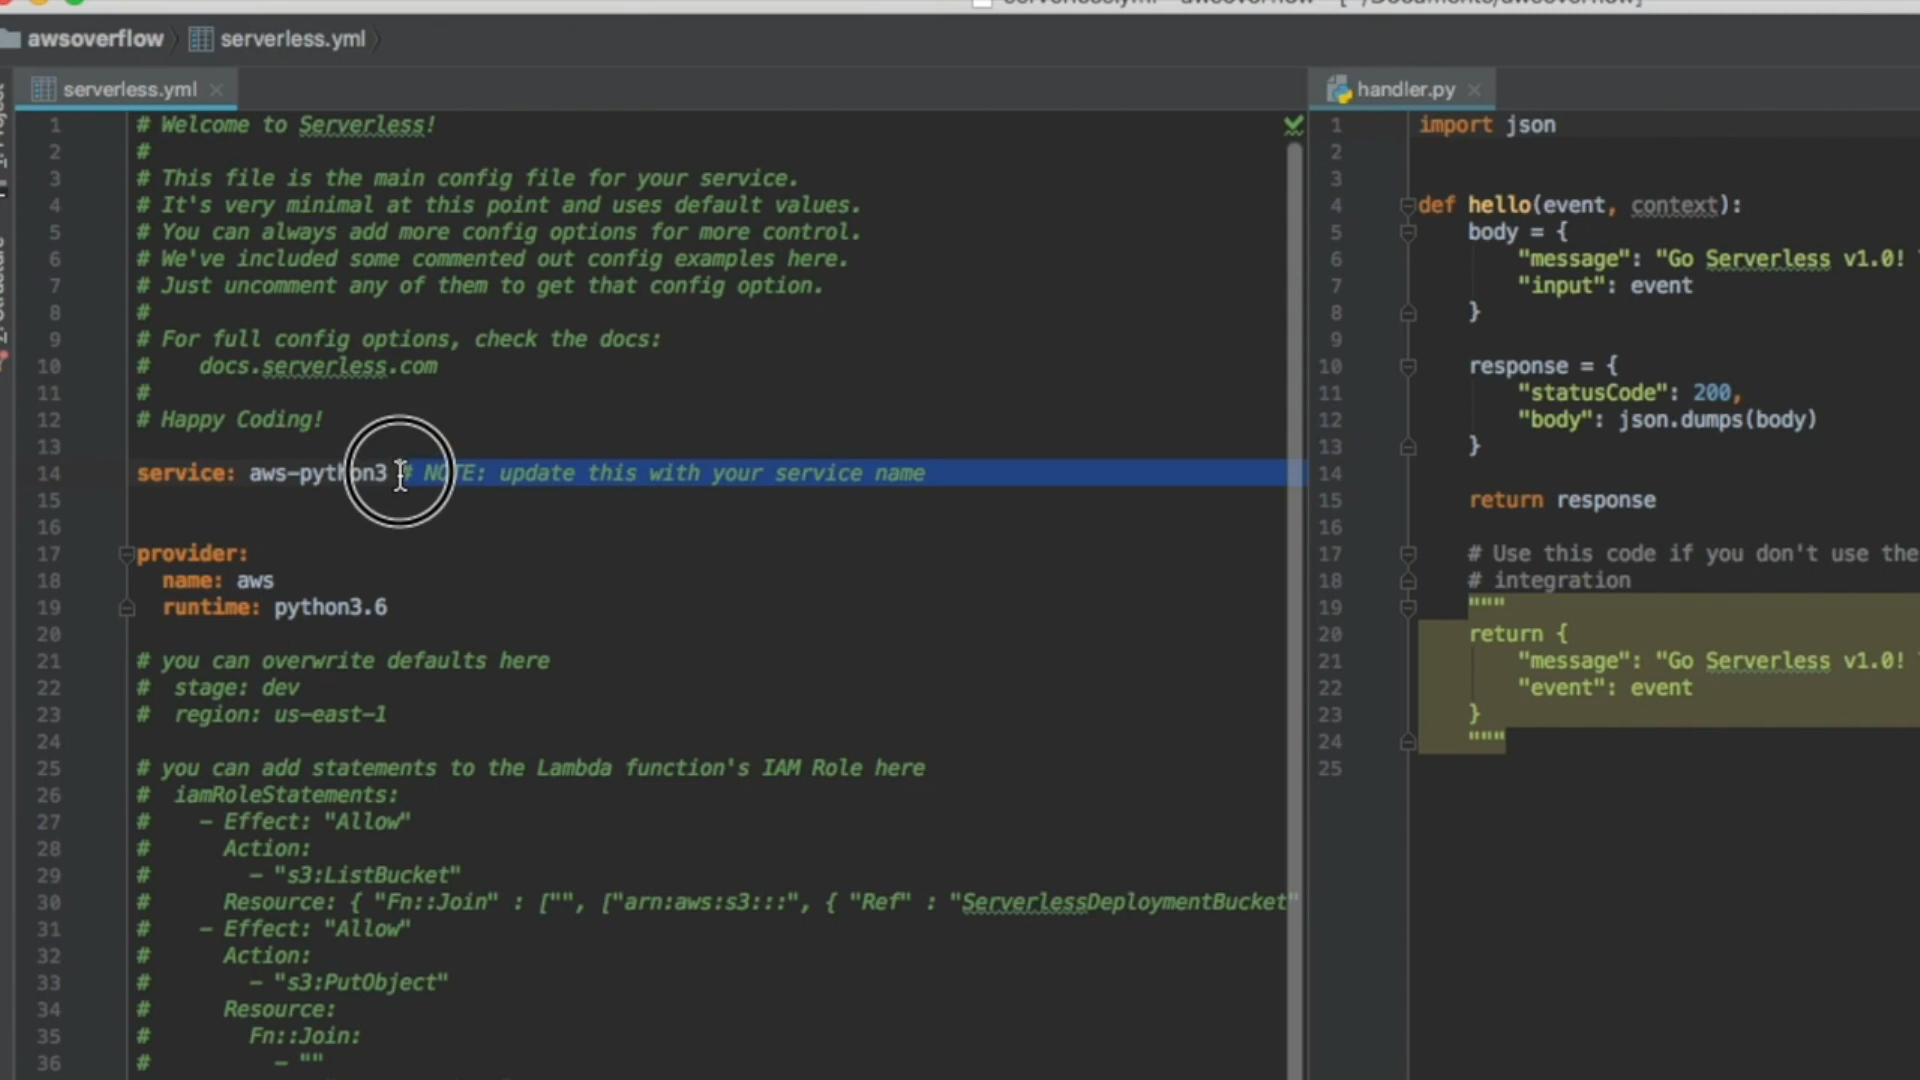 awsoverflow
serverless.yml
serverless.yml
1 # Welcome to Serverless!
2 #
3 # This file is the main config file for your service.
4 # It's very minimal at this point and uses default values.
5 # You can always add more config options for more control.
6 # We've included some commented out config examples here.
7 # Just uncomment any of them to get that config option.
8 #
9 # For full config options, check the docs:
10 #    docs.serverless.com
11 #
12 # Happy Coding!
13
14 service: aws-python3 # NOTE: update this with your service name
15
16
17 provider:
18   name: aws
19   runtime: python3.6
20
21 # you can overwrite defaults here
22 #  stage: dev
23 #  region: us-east-1
24
25 # you can add statements to the Lambda function's IAM Role here
26 #  iamRoleStatements:
27 #    - Effect: "Allow"
28 #      Action:
29 #        - "s3:ListBucket"
30 #      Resource: { "Fn::Join" : ["", ["arn:aws:s3:::", { "Ref" : "ServerlessDeploymentBucket"
31 #    - Effect: "Allow"
32 #      Action:
33 #        - "s3:PutObject"
34 #      Resource:
35 #        Fn::Join:
36 #          - ""
handler.py
1 import json
2
3
4 def hello(event, context):
5     body = {
6         "message": "Go Serverless v1.0!
7         "input": event
8     }
9
10     response = {
11         "statusCode": 200,
12         "body": json.dumps(body)
13     }
14
15     return response
16
17     # Use this code if you don't use the
18     # integration
19     """
20     return {
21         "message": "Go Serverless v1.0!
22         "event": event
23     }
24     """
25